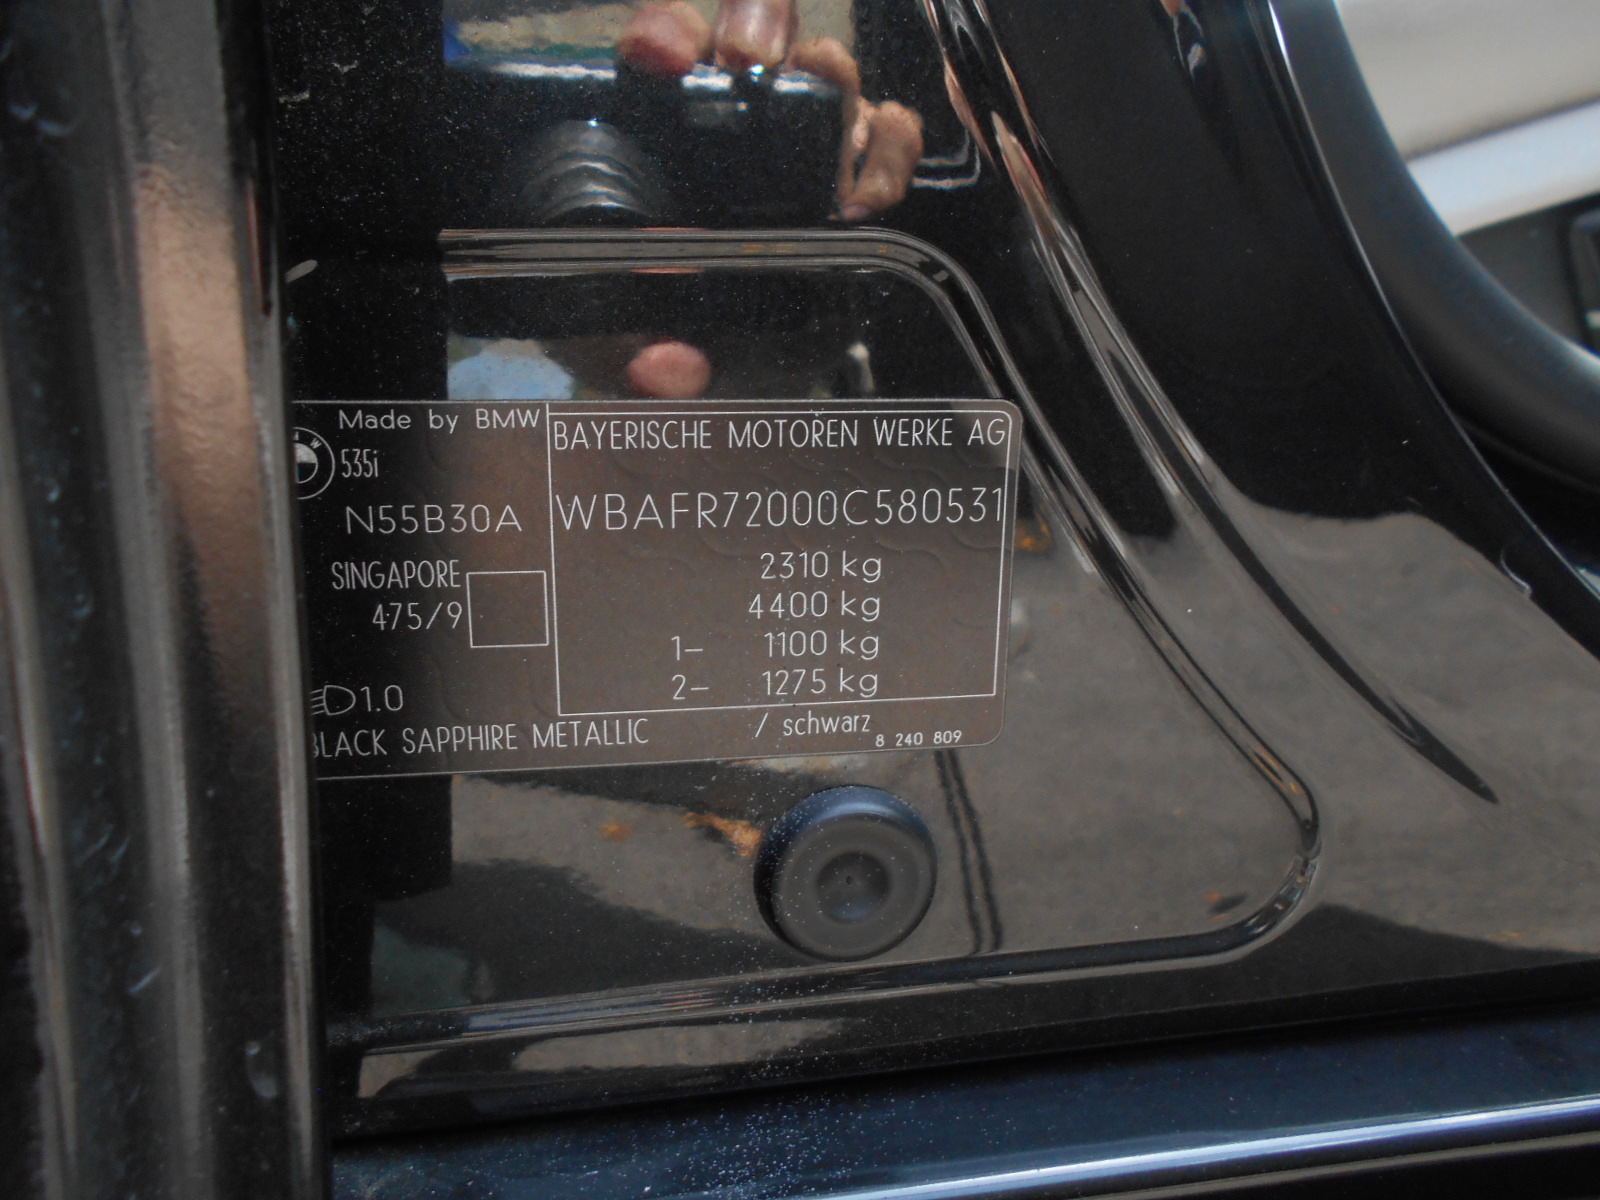 Made by BMW
535i
N55B30A
SINGAPORE
475/9
1.0
BLACK SAPPHIRE METALLIC / schwarz
8 240 809
BAYERISCHE MOTOREN WERKE AG
WBAFR72000C580531
2310 kg
4400 kg
1- 1100 kg
2- 1275 kg